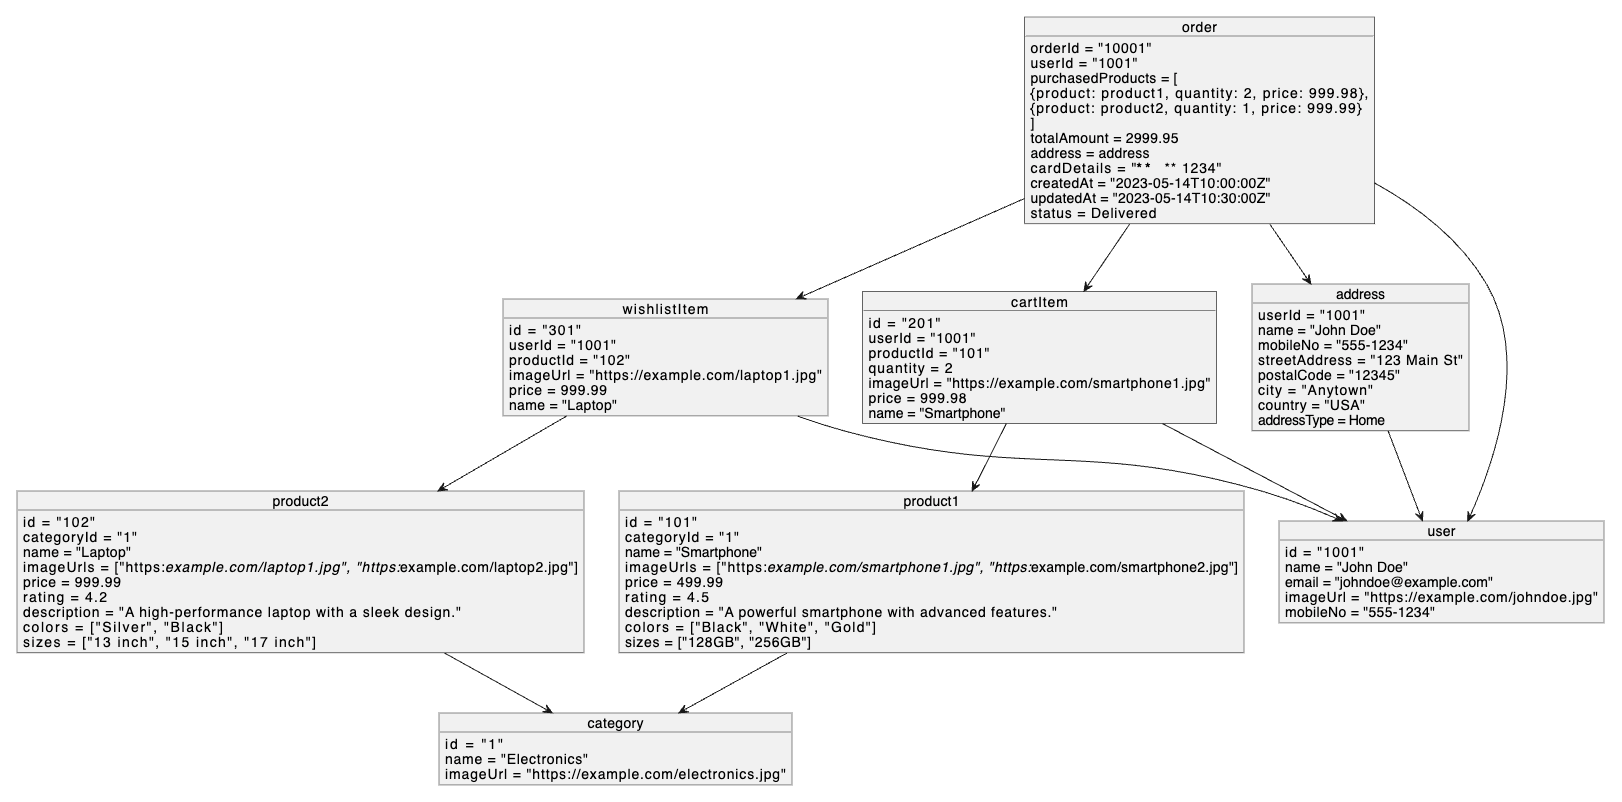 order
orderId = "10001"
userId = "1001"
purchasedProducts = [
{product: product1, quantity: 2, price: 999.98},
{product: product2, quantity: 1, price: 999.99}
]
totalAmount = 2999.95
address = address
cardDetails = "** ** 1234"
createdAt = "2023-05-14T10:00:00Z"
updatedAt = "2023-05-14T10:30:00Z"
status = Delivered
wishlistItem
id = "301"
userId = "1001"
productId = "102"
imageUrl = "https://example.com/laptop1.jpg"
price = 999.99
name = "Laptop"
cartItem
id = "201"
userId = "1001"
productId = "101"
quantity = 2
imageUrl = "https://example.com/smartphone1.jpg"
price = 999.98
name = "Smartphone"
address
userId = "1001"
name = "John Doe"
mobileNo = "555-1234"
streetAddress = "123 Main St"
postalCode = "12345"
city = "Anytown"
country = "USA"
addressType = Home
product2
id = "102"
categoryId = "1"
name = "Laptop"
imageUrls = ["https:example.com/laptop1.jpg", "https:example.com/laptop2.jpg"]
price = 999.99
rating = 4.2
description = "A high-performance laptop with a sleek design."
colors = ["Silver", "Black"]
sizes = ["13 inch", "15 inch", "17 inch"]
product1
id = "101"
categoryId = "1"
name = "Smartphone"
imageUrls = ["https:example.com/smartphone1.jpg", "https:example.com/smartphone2.jpg"]
price = 499.99
rating = 4.5
description = "A powerful smartphone with advanced features."
colors = ["Black", "White", "Gold"]
sizes = ["128GB", "256GB"]
user
id = "1001"
name = "John Doe"
email = "johndoe@example.com"
imageUrl = "https://example.com/johndoe.jpg"
mobileNo = "555-1234"
category
id = "1"
name = "Electronics"
imageUrl = "https://example.com/electronics.jpg"